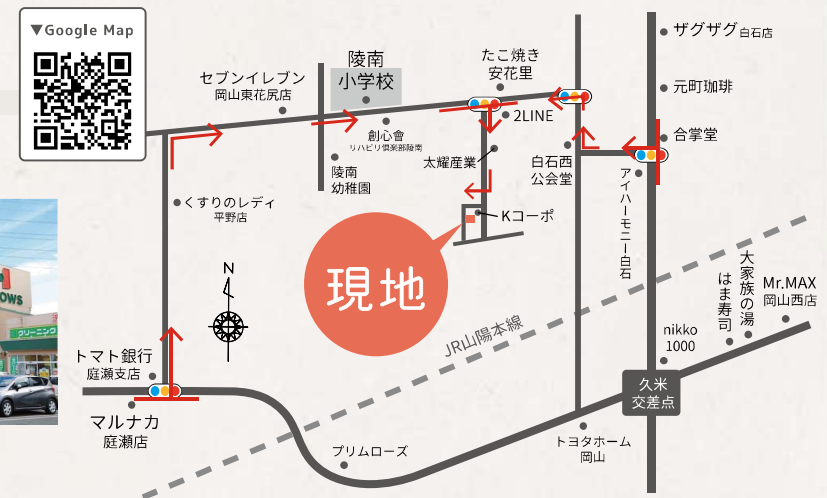 ▼Google Map
セブンイレブン
岡山東花尻店
陵南
小学校
たこ焼き
安花里
ザグザグ白石店
元町珈琲
合掌堂
2LINE
創心會
リハビリ倶楽部陵南
陵南
幼稚園
太耀産業
白石西
公会堂
アイハーモニー白石
くすりのレディ
平野店
Kコーポ
現地
N
JR山陽本線
大家族の湯
はま寿司
Mr.MAX
岡山西店
nikko
1000
久米
交差点
トマト銀行
庭瀬支店
マルナカ
庭瀬店
プリムローズ
トヨタホーム
岡山
OWS
クリーニング